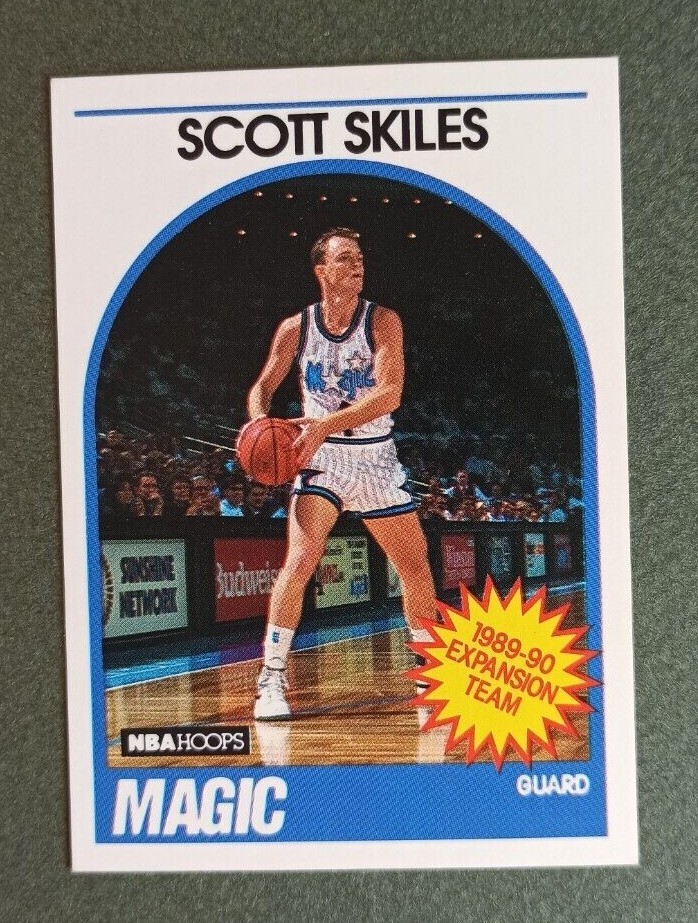 SCOTT SKILES
Magic
SUNSHINE
NETWORK
Budweis
1989-90
EXPANSION
TEAM
NBA HOOPS
GUARD
MAGIC